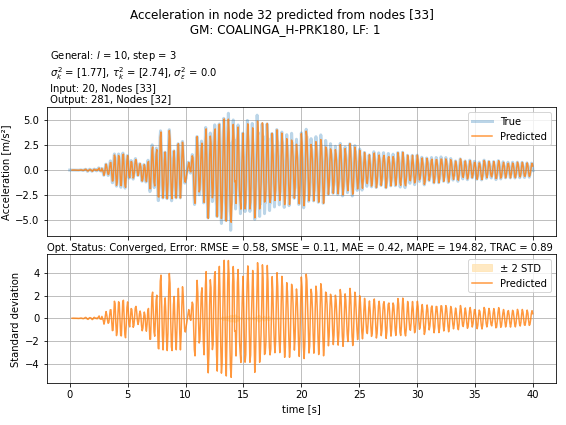 Acceleration in node 32 predicted from nodes [33]
GM: COALINGA_H-PRK180, LF: 1
General: l = 10, step = 3
σ²ₖ = [1.77], τ²ₖ = [2.74], σ²ε = 0.0
Input: 20, Nodes [33]
Output: 281, Nodes [32]
Acceleration [m/s²]
5.0
2.5
0.0
−2.5
−5.0
True
Predicted
Opt. Status: Converged, Error: RMSE = 0.58, SMSE = 0.11, MAE = 0.42, MAPE = 194.82, TRAC = 0.89
Standard deviation
4
2
0
−2
−4
± 2 STD
Predicted
0 5 10 15 20 25 30 35 40
time [s]